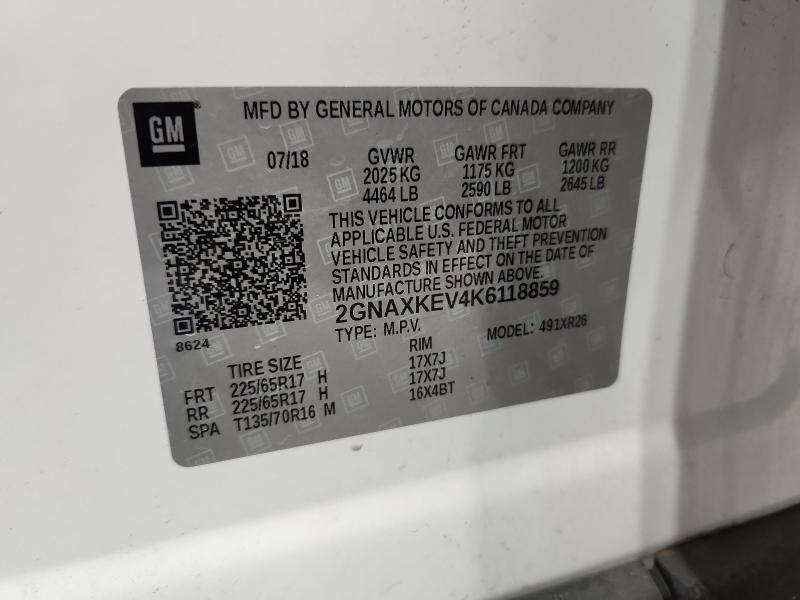 GM
MFD BY GENERAL MOTORS OF CANADA COMPANY
07/18 GVWR GAWR FRT GAWR RR
2025 KG 1175 KG 1200 KG
4464 LB 2590 LB 2645 LB
THIS VEHICLE CONFORMS TO ALL
APPLICABLE U.S. FEDERAL MOTOR
VEHICLE SAFETY AND THEFT PREVENTION
STANDARDS IN EFFECT ON THE DATE OF
MANUFACTURE SHOWN ABOVE.
2GNAXKEV4K6118859
8624
TYPE: M.P.V. MODEL: 491XR26
TIRE SIZE RIM
FRT 225/65R17 H 17X7J
RR 225/65R17 H 17X7J
SPA T135/70R16 M 16X4BT